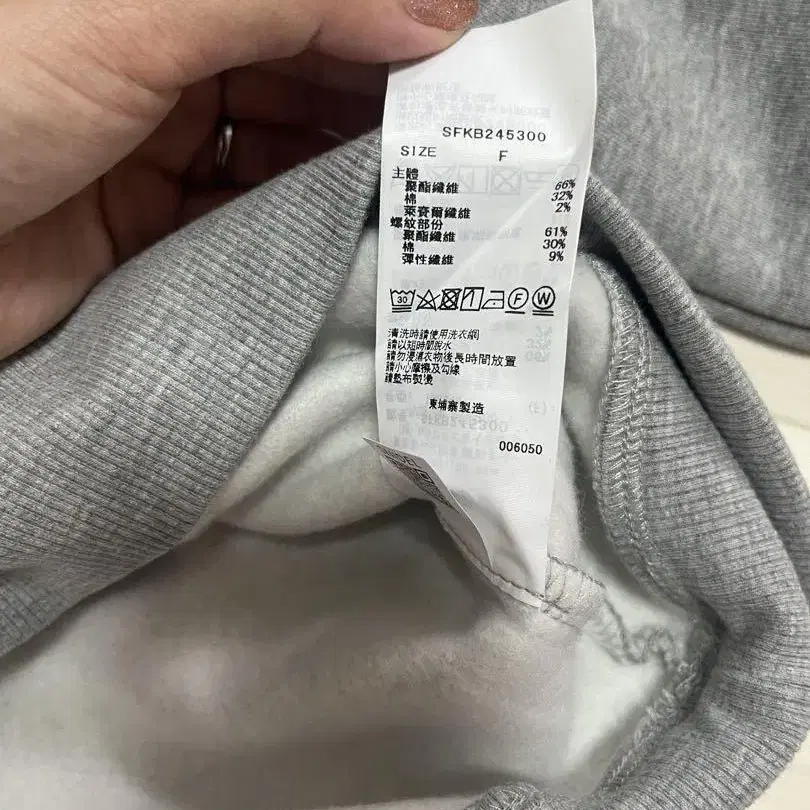 SFKB245300
SIZE F
主體
聚酯纖維 66%
棉 32%
萊賽爾纖維 2%
螺紋部份
聚酯纖維 61%
棉 30%
彈性纖維 9%
30 F W
清洗時請使用洗衣網
請以短時間脫水
請勿浸濕衣物後長時間放置
請小心摩擦及勾線
請墊布熨燙
柬埔寨製造
006050